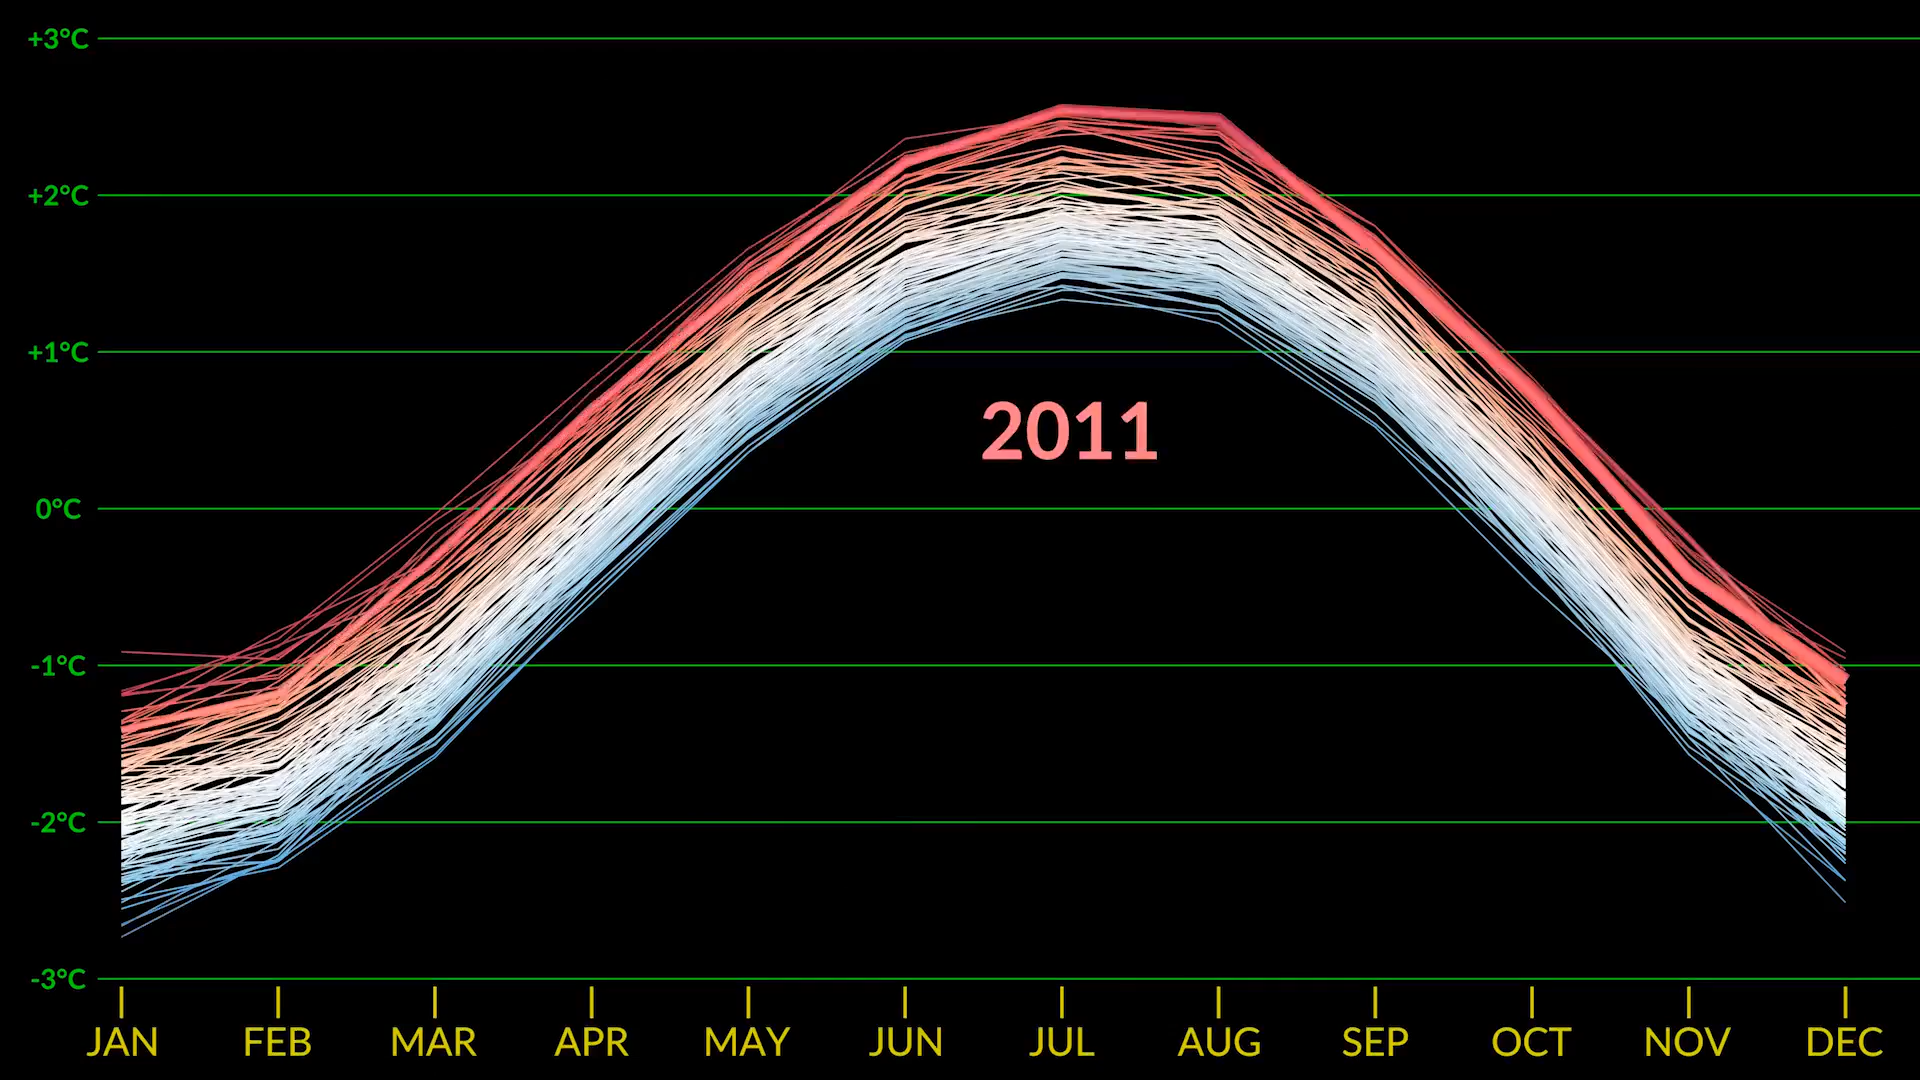 +3°C
+2°C
+1°C
2011
0°C
-1°C
-2°C
-3°C
JAN FEB MAR APR MAY JUN JUL AUG SEP OCT NOV DEC